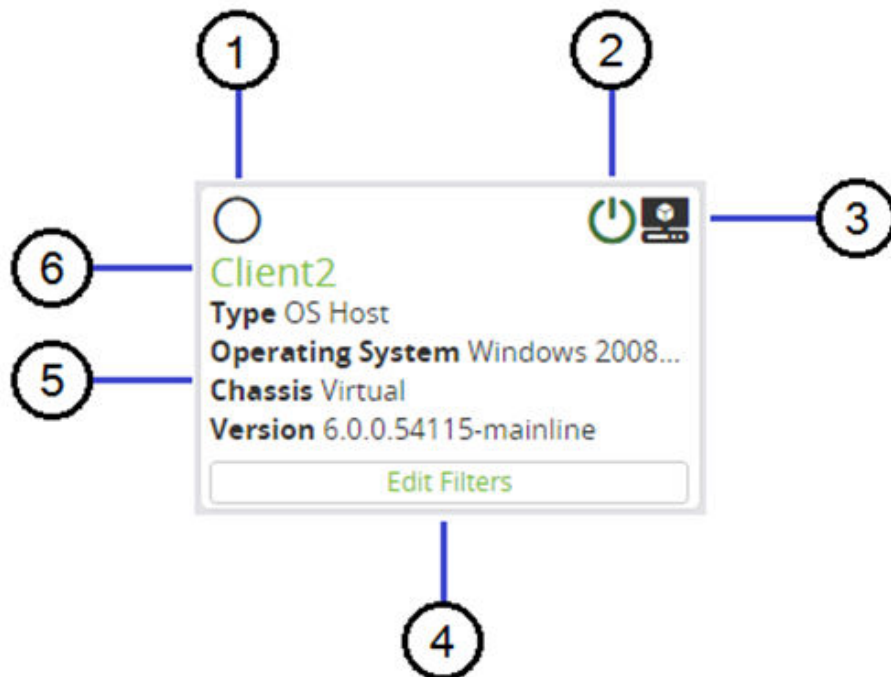 1
2
3
6
Client2
Type OS Host
Operating System Windows 2008...
5
Chassis Virtual
Version 6.0.0.54115-mainline
Edit Filters
4